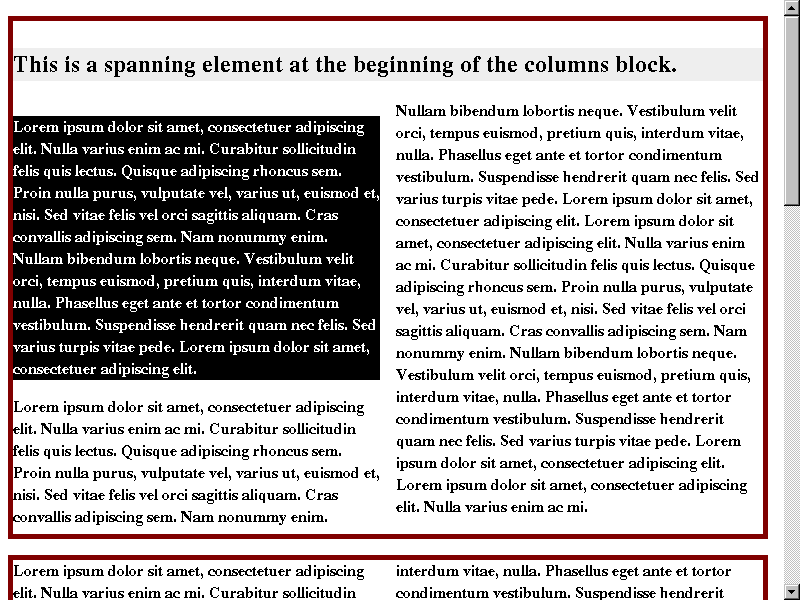 This is a spanning element at the beginning of the columns block.
Lorem ipsum dolor sit amet, consectetuer adipiscing
elit. Nulla varius enim ac mi. Curabitur sollicitudin
felis quis lectus. Quisque adipiscing rhoncus sem.
Proin nulla purus, vulputate vel, varius ut, euismod et,
nisi. Sed vitae felis vel orci sagittis aliquam. Cras
convallis adipiscing sem. Nam nonummy enim.
Nullam bibendum lobortis neque. Vestibulum velit
orci, tempus euismod, pretium quis, interdum vitae,
nulla. Phasellus eget ante et tortor condimentum
vestibulum. Suspendisse hendrerit quam nec felis. Sed
varius turpis vitae pede. Lorem ipsum dolor sit amet,
consectetuer adipiscing elit.
Lorem ipsum dolor sit amet, consectetuer adipiscing
elit. Nulla varius enim ac mi. Curabitur sollicitudin
felis quis lectus. Quisque adipiscing rhoncus sem.
Proin nulla purus, vulputate vel, varius ut, euismod et,
nisi. Sed vitae felis vel orci sagittis aliquam. Cras
convallis adipiscing sem. Nam nonummy enim.
Nullam bibendum lobortis neque. Vestibulum velit
orci, tempus euismod, pretium quis, interdum vitae,
nulla. Phasellus eget ante et tortor condimentum
vestibulum. Suspendisse hendrerit quam nec felis. Sed
varius turpis vitae pede. Lorem ipsum dolor sit amet,
consectetuer adipiscing elit. Lorem ipsum dolor sit
amet, consectetuer adipiscing elit. Nulla varius enim
ac mi. Curabitur sollicitudin felis quis lectus. Quisque
adipiscing rhoncus sem. Proin nulla purus, vulputate
vel, varius ut, euismod et, nisi. Sed vitae felis vel orci
sagittis aliquam. Cras convallis adipiscing sem. Nam
nonummy enim. Nullam bibendum lobortis neque.
Vestibulum velit orci, tempus euismod, pretium quis,
interdum vitae, nulla. Phasellus eget ante et tortor
condimentum vestibulum. Suspendisse hendrerit
quam nec felis. Sed varius turpis vitae pede. Lorem
ipsum dolor sit amet, consectetuer adipiscing elit.
Lorem ipsum dolor sit amet, consectetuer adipiscing
elit. Nulla varius enim ac mi.
Lorem ipsum dolor sit amet, consectetuer adipiscing
elit. Nulla varius enim ac mi. Curabitur sollicitudin
interdum vitae, nulla. Phasellus eget ante et tortor
condimentum vestibulum. Suspendisse hendrerit